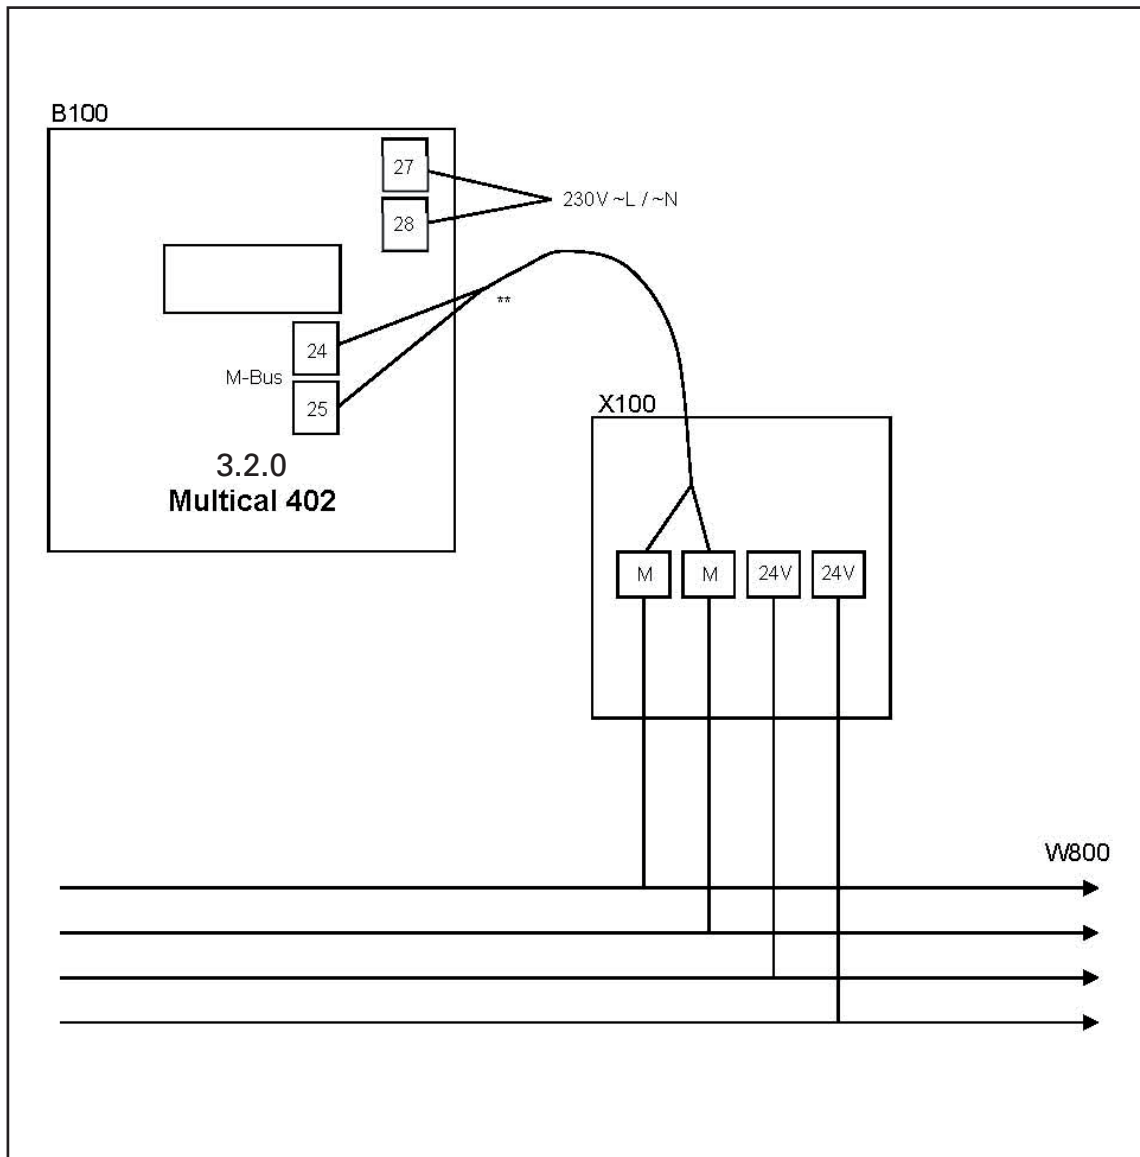 B100
27
230V ~L / ~N
28
**
24
M-Bus
25
X100
3.2.0
Multical 402
M M 24V 24V
W800